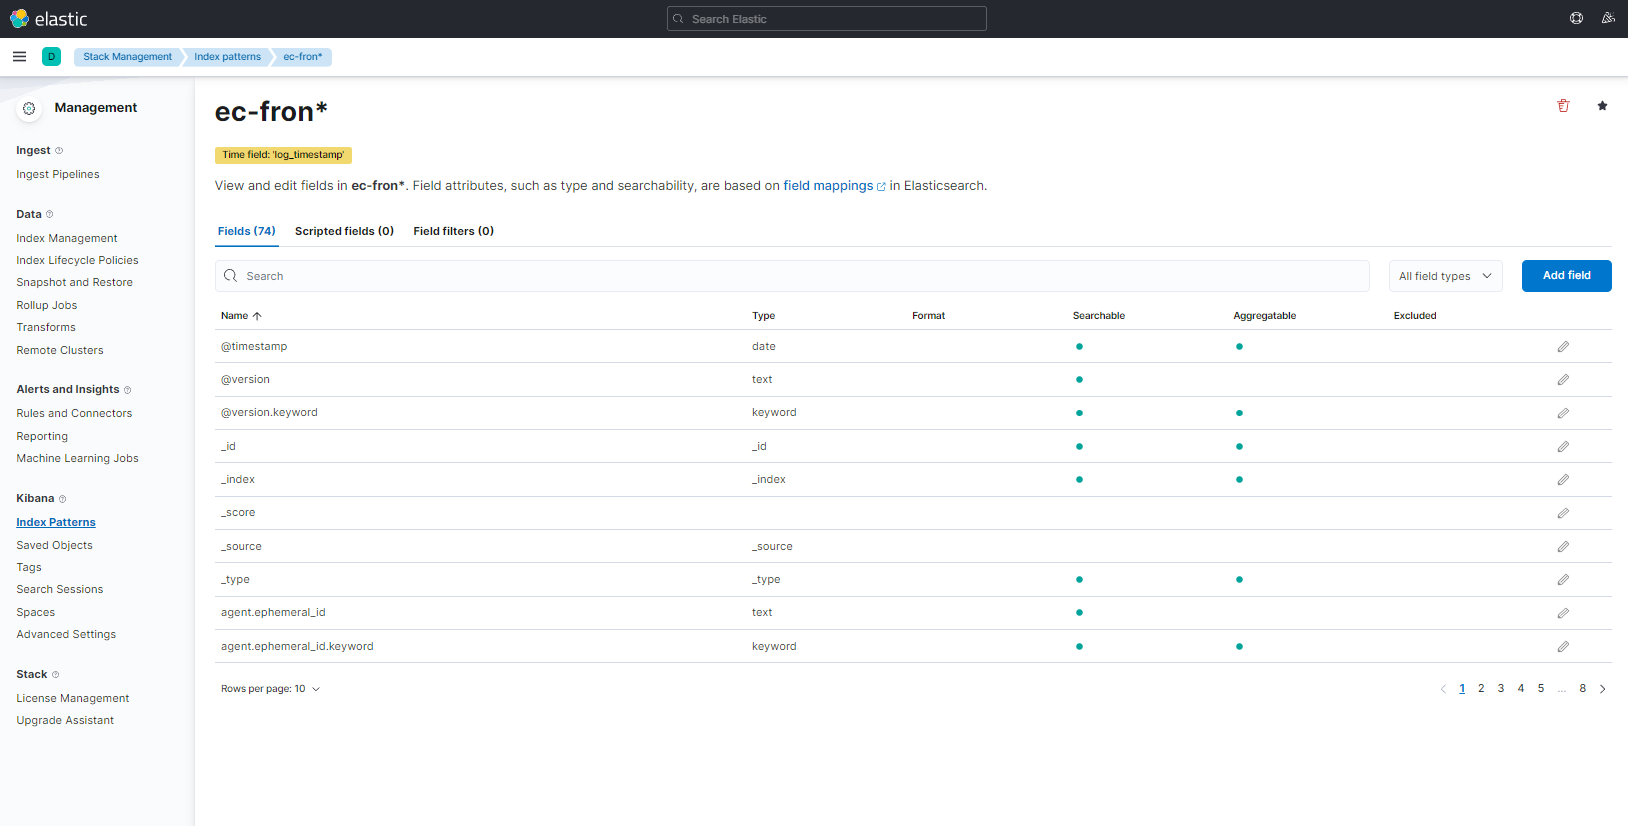 elastic
Search Elastic
D
Stack Management
Index patterns
ec-fron*
Management
Ingest
Ingest Pipelines
Data
Index Management
Index Lifecycle Policies
Snapshot and Restore
Rollup Jobs
Transforms
Remote Clusters
Alerts and Insights
Rules and Connectors
Reporting
Machine Learning Jobs
Kibana
Index Patterns
Saved Objects
Tags
Search Sessions
Spaces
Advanced Settings
Stack
License Management
Upgrade Assistant
ec-fron*
Time field: 'log_timestamp'
View and edit fields in ec-fron*. Field attributes, such as type and searchability, are based on field mappings in Elasticsearch.
Fields (74) Scripted fields (0) Field filters (0)
Search All field types Add field
Name Type Format Searchable Aggregatable Excluded
@timestamp date
@version text
@version.keyword keyword
_id _id
_index _index
_score
_source _source
_type _type
agent.ephemeral_id text
agent.ephemeral_id.keyword keyword
Rows per page: 10 1 2 3 4 5 ... 8